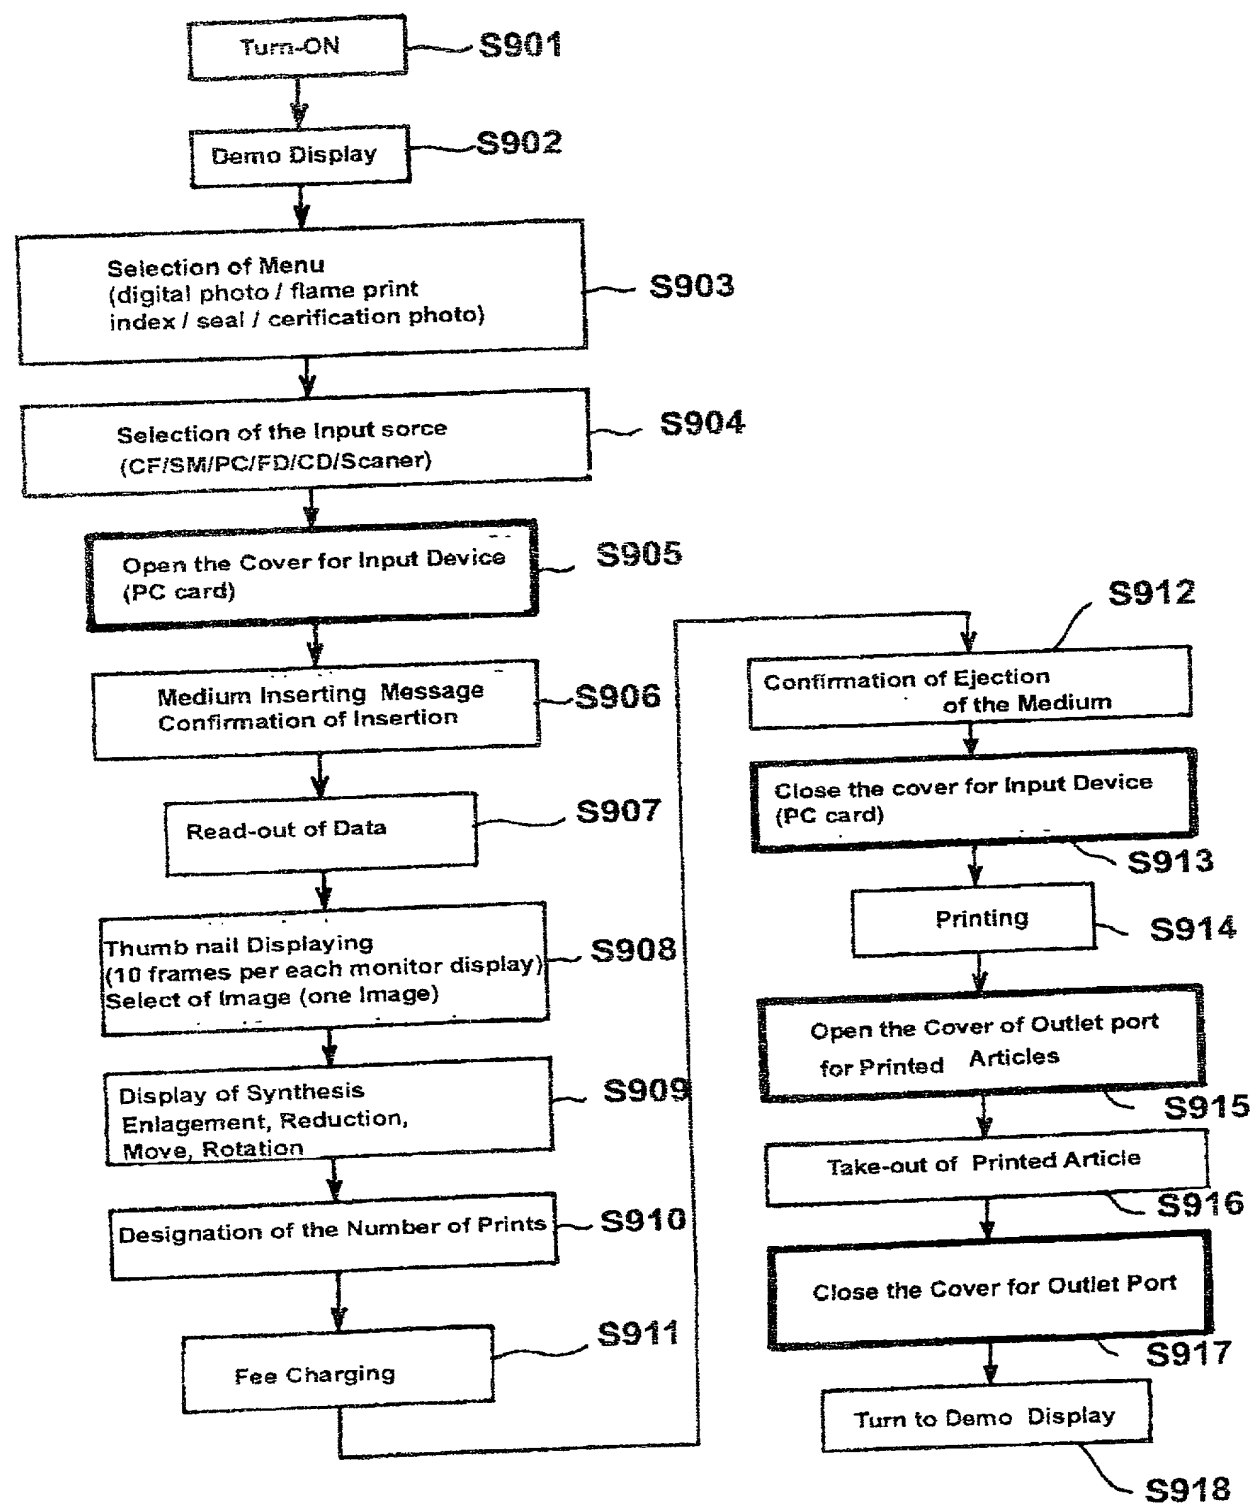 Turn-ON
S901
Demo Display
S902
Selection of Menu
(digital photo / flame print
index / seal / cerification photo)
S903
Selection of the Input sorce
(CF/SM/PC/FD/CD/Scaner)
S904
Open the Cover for Input Device
(PC card)
S905
Medium Inserting Message
Confirmation of Insertion
S906
Read-out of Data
S907
Thumb nail Displaying
(10 frames per each monitor display)
Select of Image (one Image)
S908
Display of Synthesis
Enlagement, Reduction,
Move, Rotation
S909
Designation of the Number of Prints
S910
Fee Charging
S911
S912
Confirmation of Ejection
of the Medium
Close the cover for Input Device
(PC card)
S913
Printing
S914
Open the Cover of Outlet port
for Printed Articles
S915
Take-out of Printed Article
S916
Close the Cover for Outlet Port
S917
Turn to Demo Display
S918